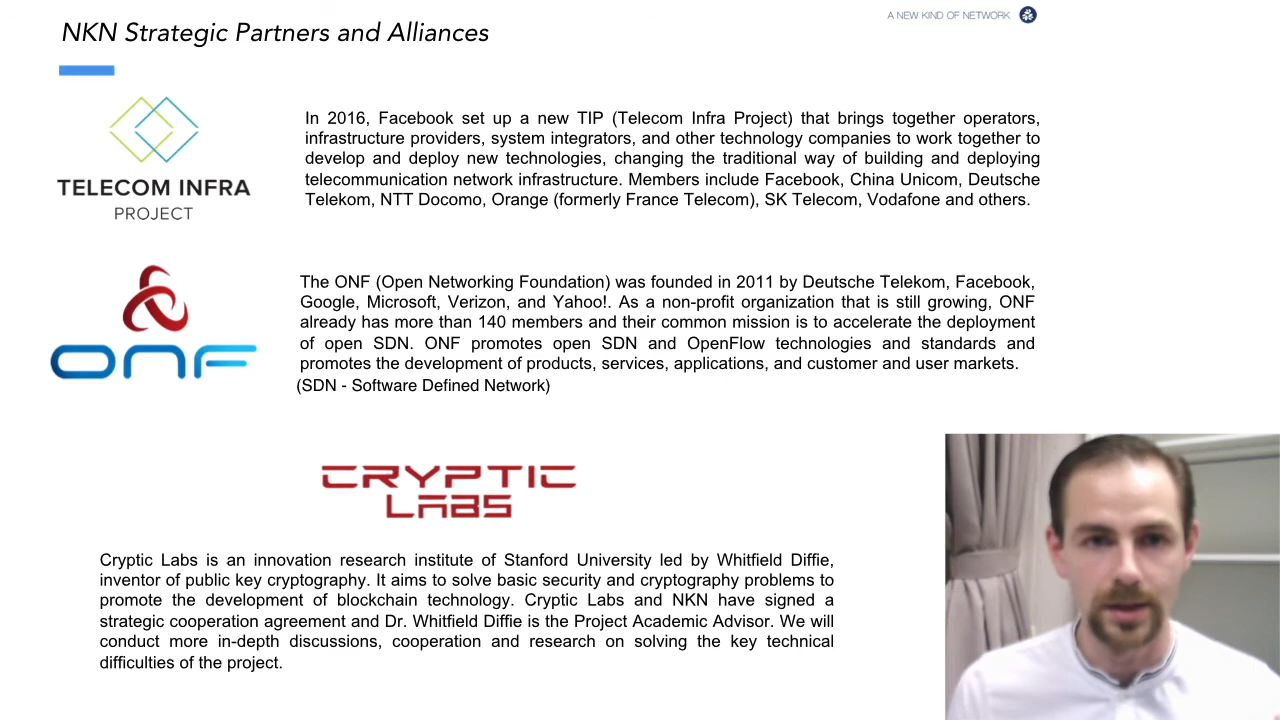 NKN Strategic Partners and Alliances
A NEW KIND OF NETWORK
In 2016, Facebook set up a new TIP (Telecom Infra Project) that brings together operators,
infrastructure providers, system integrators, and other technology companies to work together to
develop and deploy new technologies, changing the traditional way of building and deploying
telecommunication network infrastructure. Members include Facebook, China Unicom, Deutsche
Telekom, NTT Docomo, Orange (formerly France Telecom), SK Telecom, Vodafone and others.
TELECOM INFRA
PROJECT
The ONF (Open Networking Foundation) was founded in 2011 by Deutsche Telekom, Facebook,
Google, Microsoft, Verizon, and Yahoo!. As a non-profit organization that is still growing, ONF
already has more than 140 members and their common mission is to accelerate the deployment
of open SDN. ONF promotes open SDN and OpenFlow technologies and standards and
promotes the development of products, services, applications, and customer and user markets.
(SDN - Software Defined Network)
ONF
CRYPTIC
LABS
Cryptic Labs is an innovation research institute of Stanford University led by Whitfield Diffie,
inventor of public key cryptography. It aims to solve basic security and cryptography problems to
promote the development of blockchain technology. Cryptic Labs and NKN have signed a
strategic cooperation agreement and Dr. Whitfield Diffie is the Project Academic Advisor. We will
conduct more in-depth discussions, cooperation and research on solving the key technical
difficulties of the project.